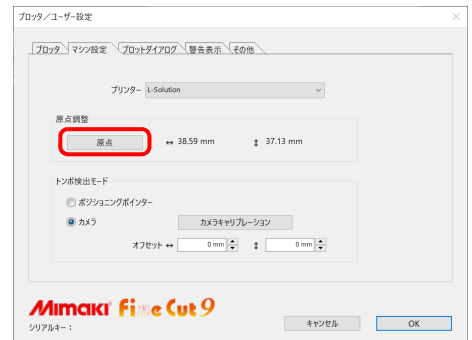 プロッタ／ユーザー設定
プロッタ マシン設定 プロットダイアログ 警告表示 その他
プリンター L-Solution
原点調整
原点 ↔ 38.59 mm ↕ 37.13 mm
トンボ検出モード
ポジショニングポインター
カメラ カメラキャリブレーション
オフセット ↔ 0 mm ↕ 0 mm
Mimaki Fine Cut 9
シリアルキー：
キャンセル OK